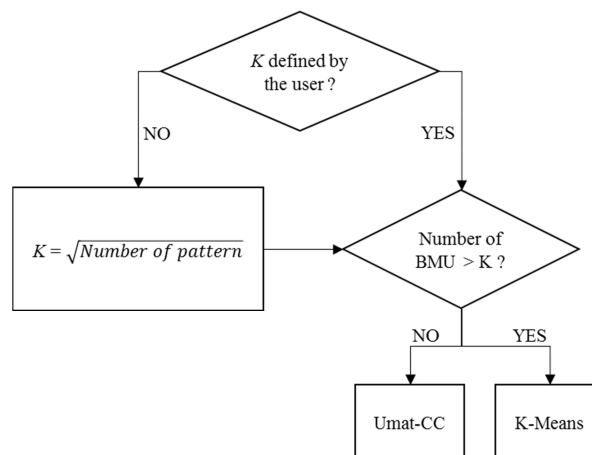 K defined by
the user ?
NO
YES
K = √Number of pattern
Number of
BMU > K ?
NO
YES
Umat-CC
K-Means